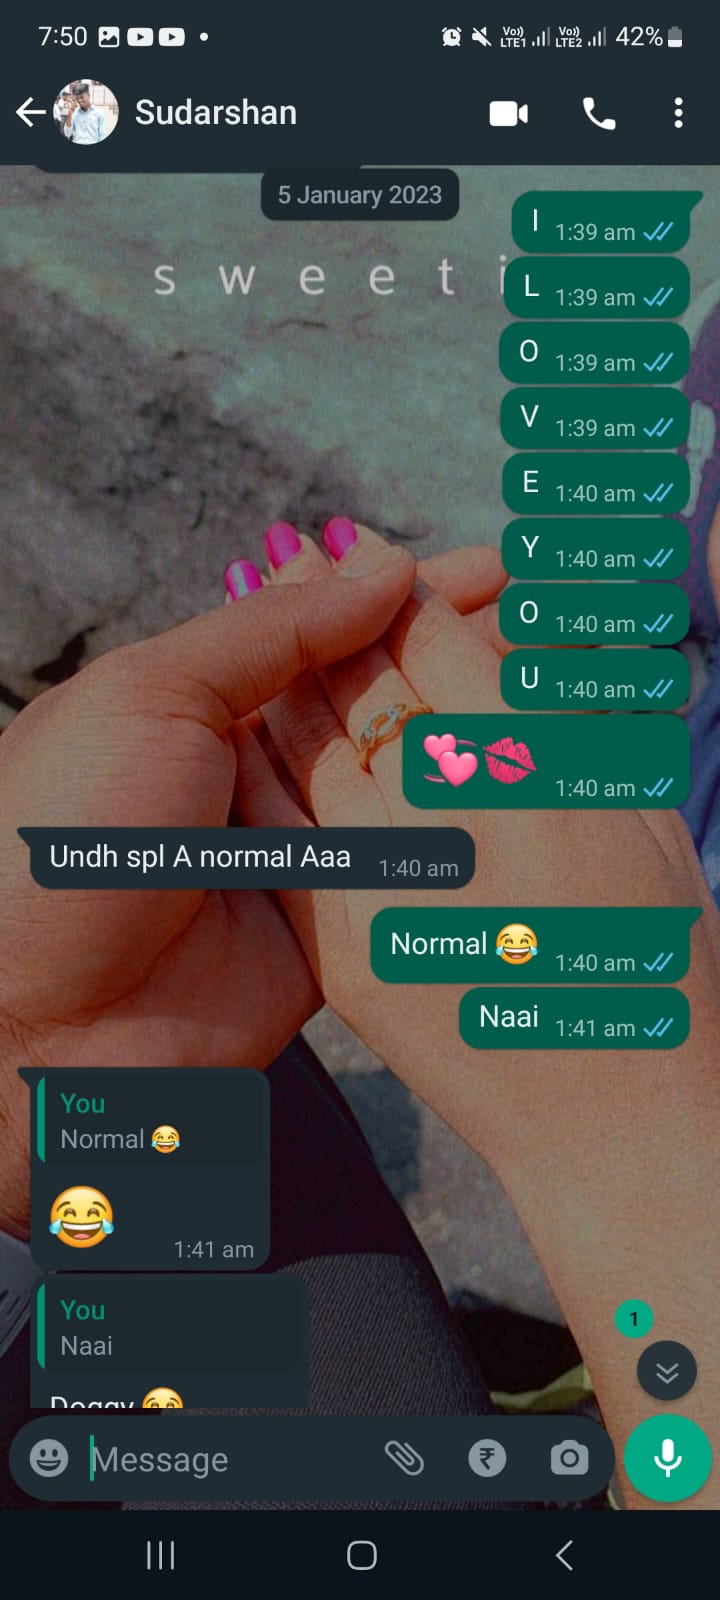 7:50
Vo)) LTE1 Vo)) LTE2 42%
Sudarshan
5 January 2023
I 1:39 am
sweeti
L 1:39 am
O 1:39 am
V 1:39 am
E 1:40 am
Y 1:40 am
O 1:40 am
U 1:40 am
💞💋 1:40 am
Undh spl A normal Aaa 1:40 am
Normal 😂 1:40 am
Naai 1:41 am
You
Normal 😂
😂
1:41 am
You
1
Naai
Doggy 😂
Message